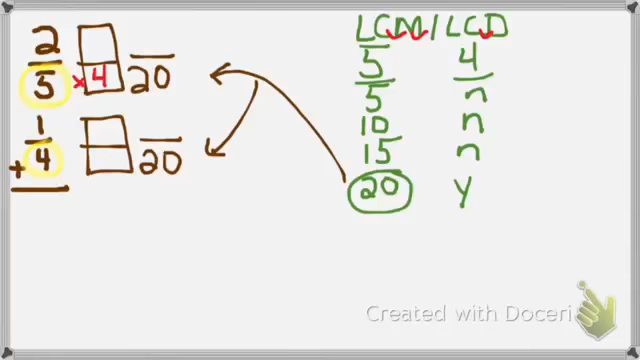 LCM/LCD
2 5 4
5 × 4 20 5 n
1 10 n
+ 4 20 15 n
20 y
Created with Doceri